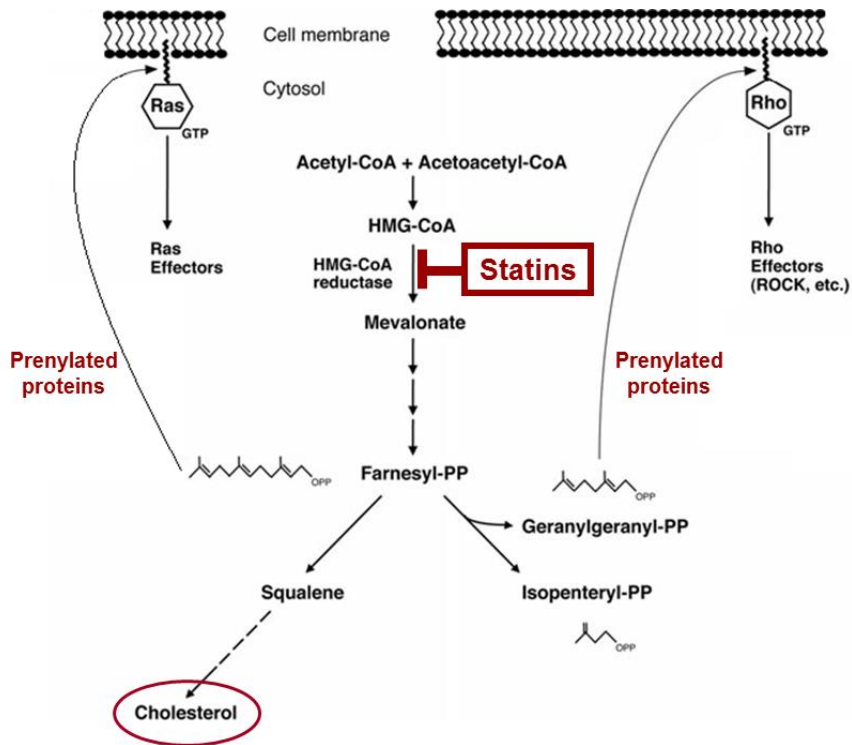 Cell membrane
Cytosol
Ras
GTP
Rho
GTP
Acetyl-CoA + Acetoacetyl-CoA
HMG-CoA
Ras
Effectors
HMG-CoA
reductase
Statins
Rho
Effectors
(ROCK, etc.)
Mevalonate
Prenylated
proteins
Prenylated
proteins
OPP
Farnesyl-PP
OPP
Geranylgeranyl-PP
Squalene
Isopenteryl-PP
OPP
Cholesterol